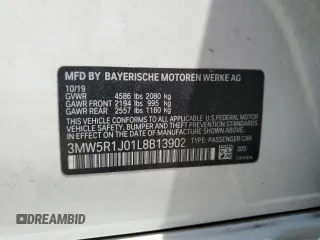 MFD BY BAYERISCHE MOTOREN WERKE AG
10/19
GVWR 4586 lbs 2080 kg
GAWR FRONT 2194 lbs 995 kg
GAWR REAR 2557 lbs 1160 kg
THIS VEHICLE CONFORMS TO ALL APPLICABLE U.S. FEDERAL MOTOR
VEHICLE SAFETY, BUMPER, AND THEFT PREVENTION STANDARDS IN
EFFECT ON THE DATE OF MANUFACTURE SHOWN ABOVE.
3MW5R1J01L8B13902 TYPE: PASSENGER CAR
300
DREAMBID
dreambid.com